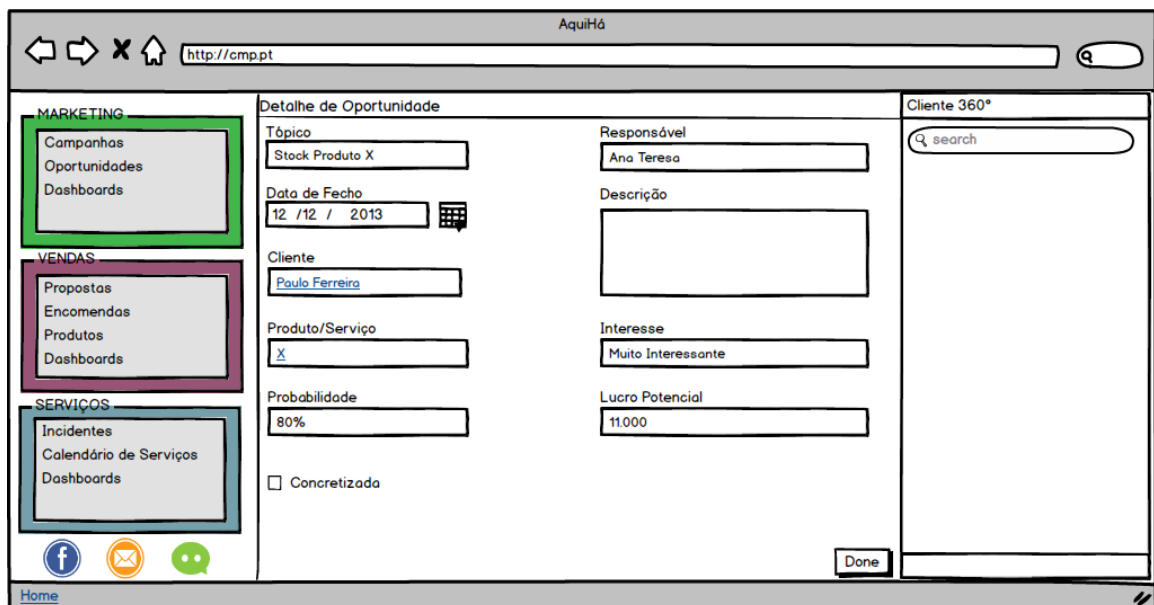 AquiHá
http://cmp.pt
MARKETING
Campanhas
Oportunidades
Dashboards
VENDAS
Propostas
Encomendas
Produtos
Dashboards
SERVIÇOS
Incidentes
Calendário de Serviços
Dashboards
Detalhe de Oportunidade
Tópico
Stock Produto X
Responsável
Ana Teresa
Data de Fecho
12 /12 / 2013
Descrição
Cliente
Paulo Ferreira
Produto/Serviço
X
Interesse
Muito Interessante
Probabilidade
80%
Lucro Potencial
11.000
Concretizada
Done
Cliente 360°
search
Home